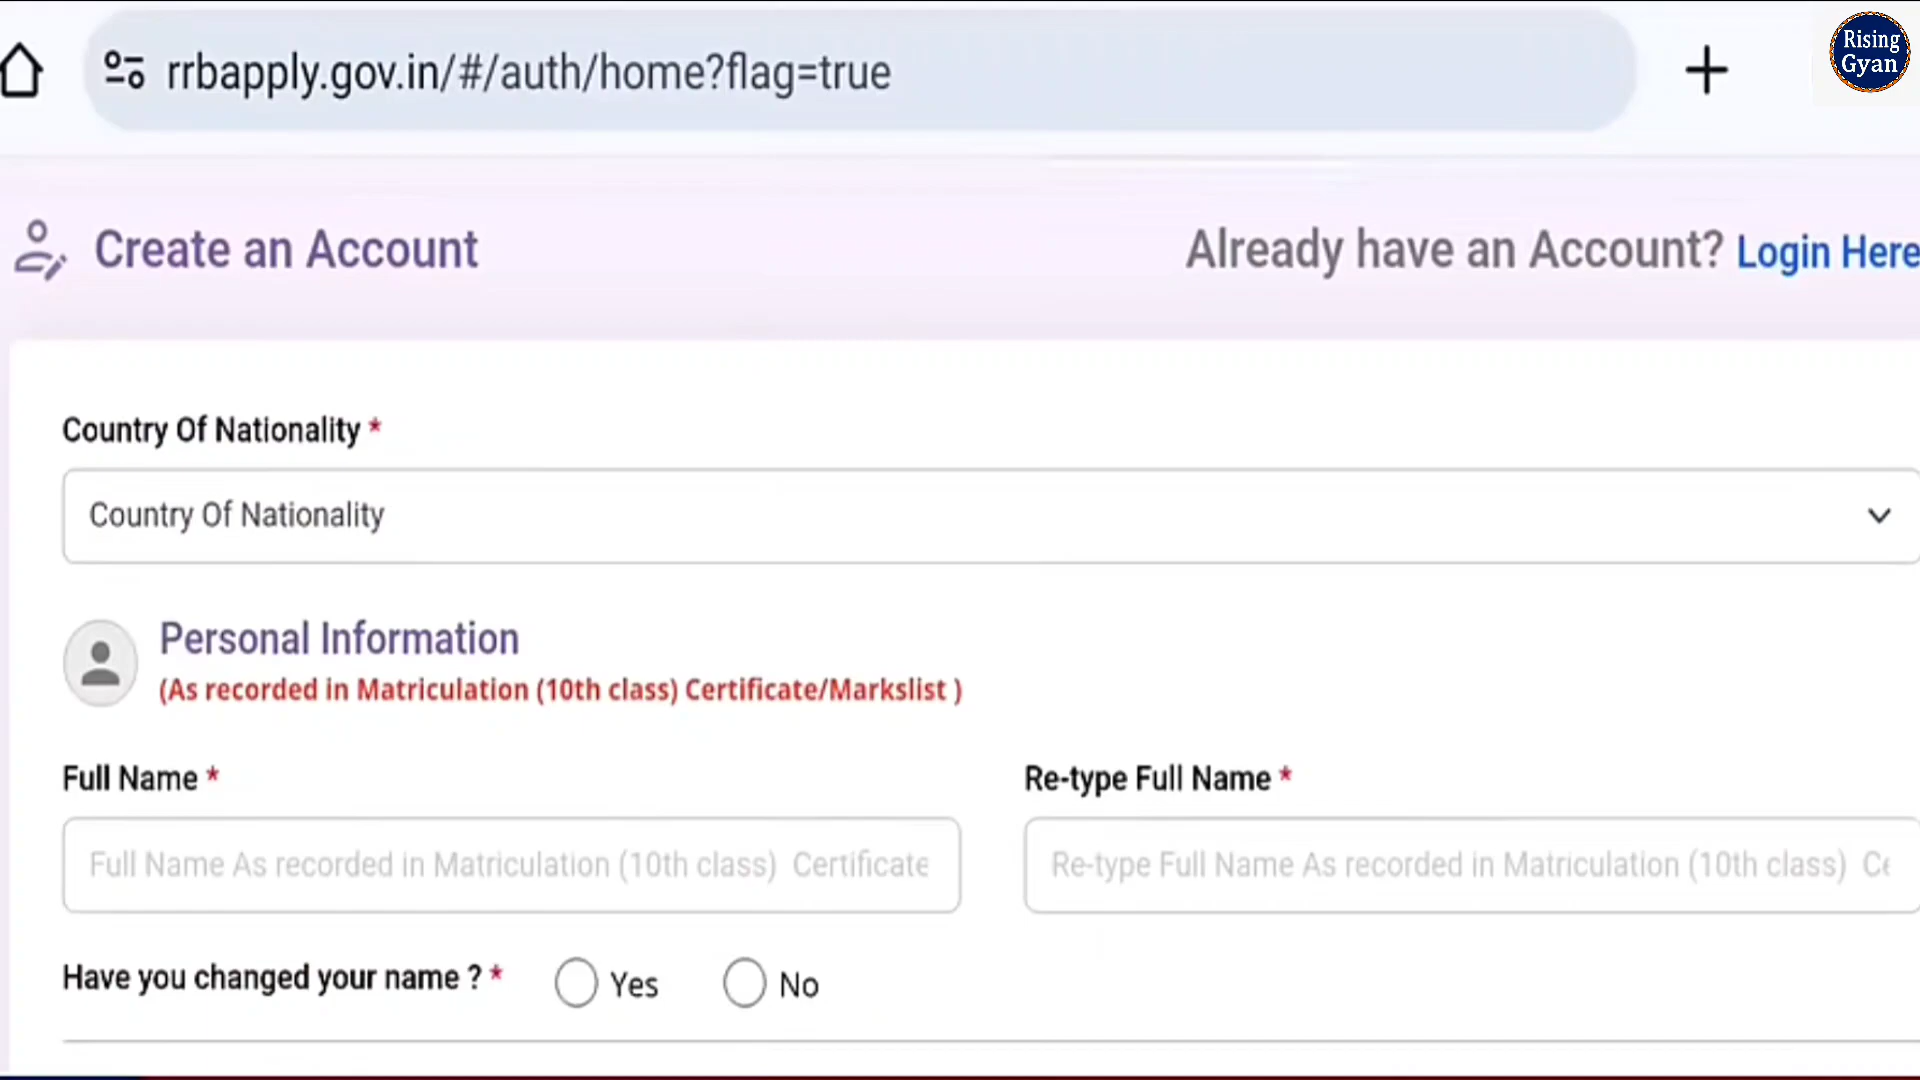 rrbapply.gov.in/#/auth/home?flag=true
Rising
Gyan
Create an Account
Already have an Account? Login Here
Country Of Nationality *
Country Of Nationality
Personal Information
(As recorded in Matriculation (10th class) Certificate/Markslist )
Full Name *
Re-type Full Name *
Full Name As recorded in Matriculation (10th class) Certificate
Re-type Full Name As recorded in Matriculation (10th class) Ce
Have you changed your name ? *
Yes
No